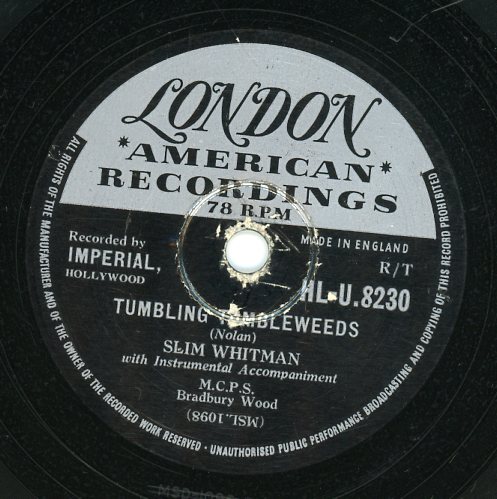 LONDON
*AMERICAN*
RECORDINGS
78 RPM
MADE IN ENGLAND
Recorded by
IMPERIAL,
HOLLYWOOD
R/T
HL-U.8230
TUMBLING TUMBLEWEEDS
(Nolan)
SLIM WHITMAN
with Instrumental Accompaniment
M.C.P.S.
Bradbury Wood
(MSL.1098)
ALL RIGHTS OF THE MANUFACTURER AND OF THE OWNER OF THE RECORDED WORK RESERVED - UNAUTHORISED PUBLIC PERFORMANCE BROADCASTING AND COPYING OF THIS RECORD PROHIBITED